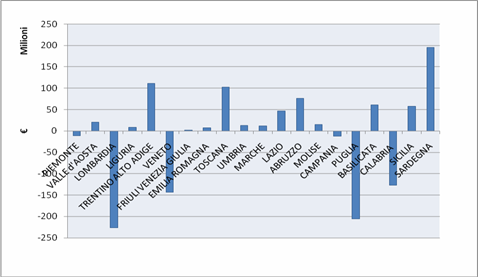 Milioni
€
250
200
150
100
50
0
-50
-100
-150
-200
-250
PIEMONTE
VALLE d'AOSTA
LOMBARDIA
LIGURIA
TRENTINO ALTO ADIGE
VENETO
FRIULI VENEZIA GIULIA
EMILIA ROMAGNA
TOSCANA
UMBRIA
MARCHE
LAZIO
ABRUZZO
MOLISE
CAMPANIA
PUGLIA
BASILICATA
CALABRIA
SICILIA
SARDEGNA